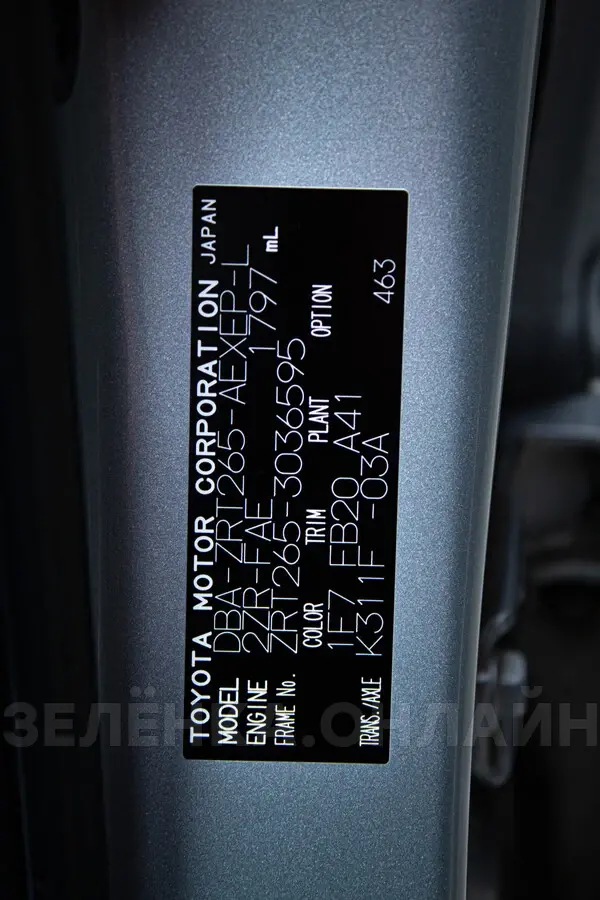 TOYOTA MOTOR CORPORATION JAPAN
MODEL DBA-ZRT265-AEXEP-L
ENGINE 2ZR-FAE 1797 mL
FRAME No. ZRT265-3036595
COLOR TRIM PLANT OPTION
1F7 FB20 A41
TRANS./AXLE K311F -03A 463
ЗЕЛЁНКА.ОНЛАЙН